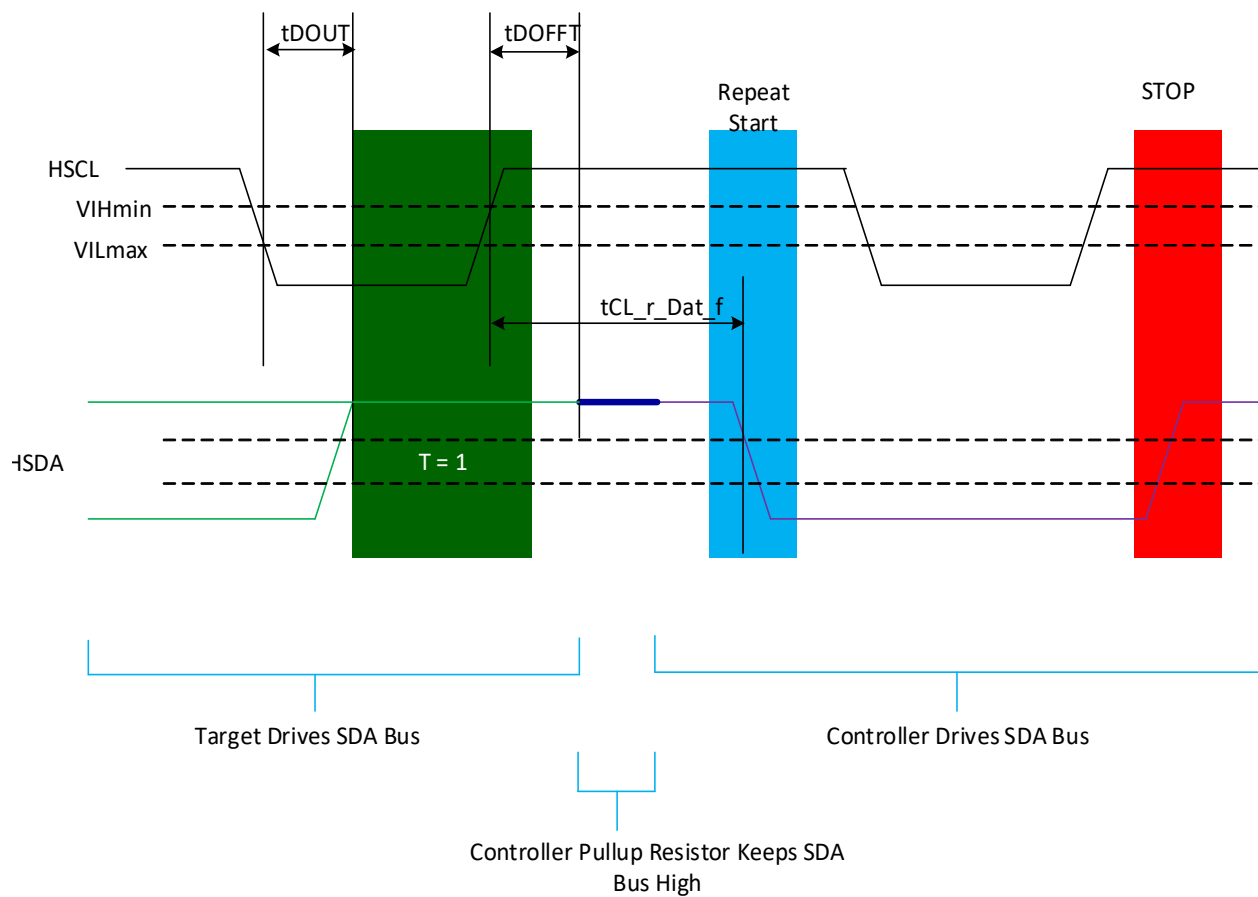 tDOUT
tDOFFT
Repeat
Start
STOP
HSCL
VIHmin
VILmax
tCL_r_Dat_f
HSDA
T = 1
Target Drives SDA Bus
Controller Drives SDA Bus
Controller Pullup Resistor Keeps SDA
Bus High